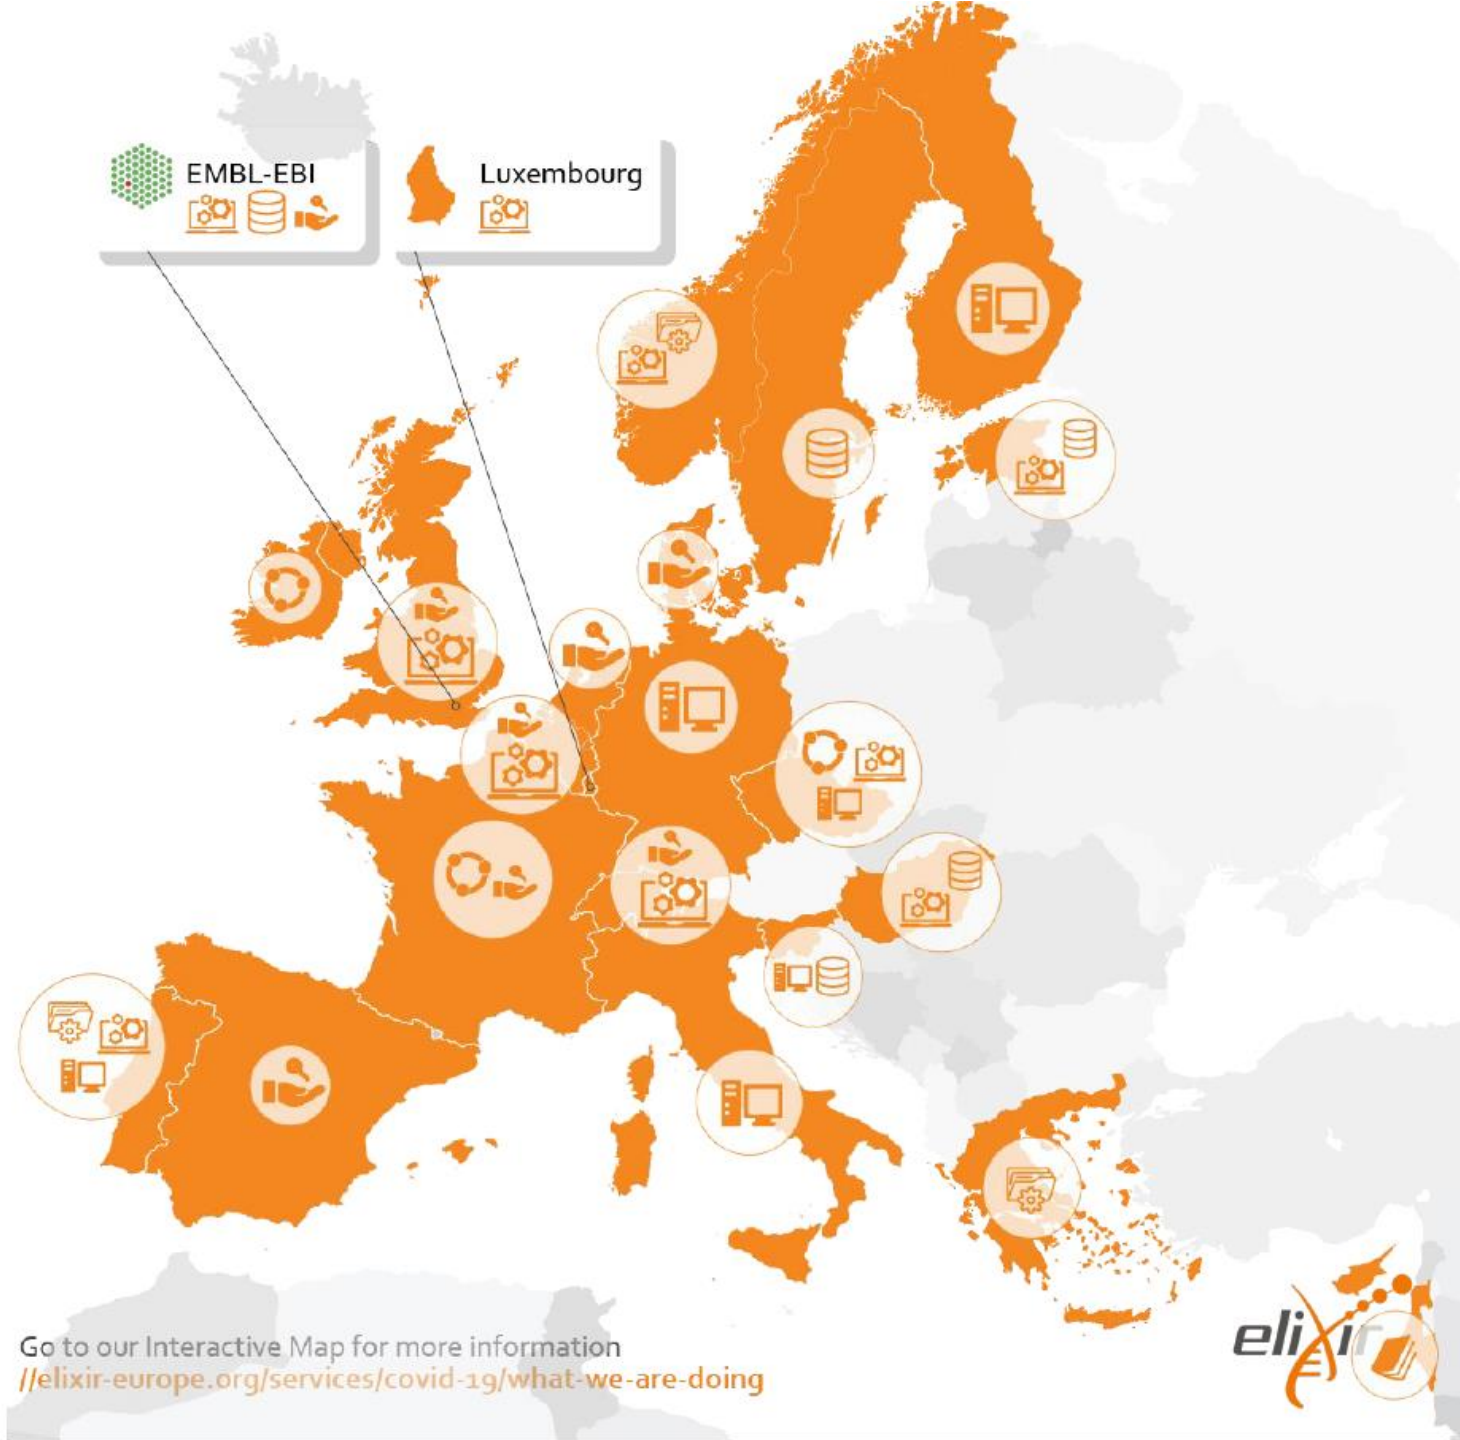 EMBL-EBI
Luxembourg
Go to our Interactive Map for more information
//elixir-europe.org/services/covid-19/what-we-are-doing
elixir